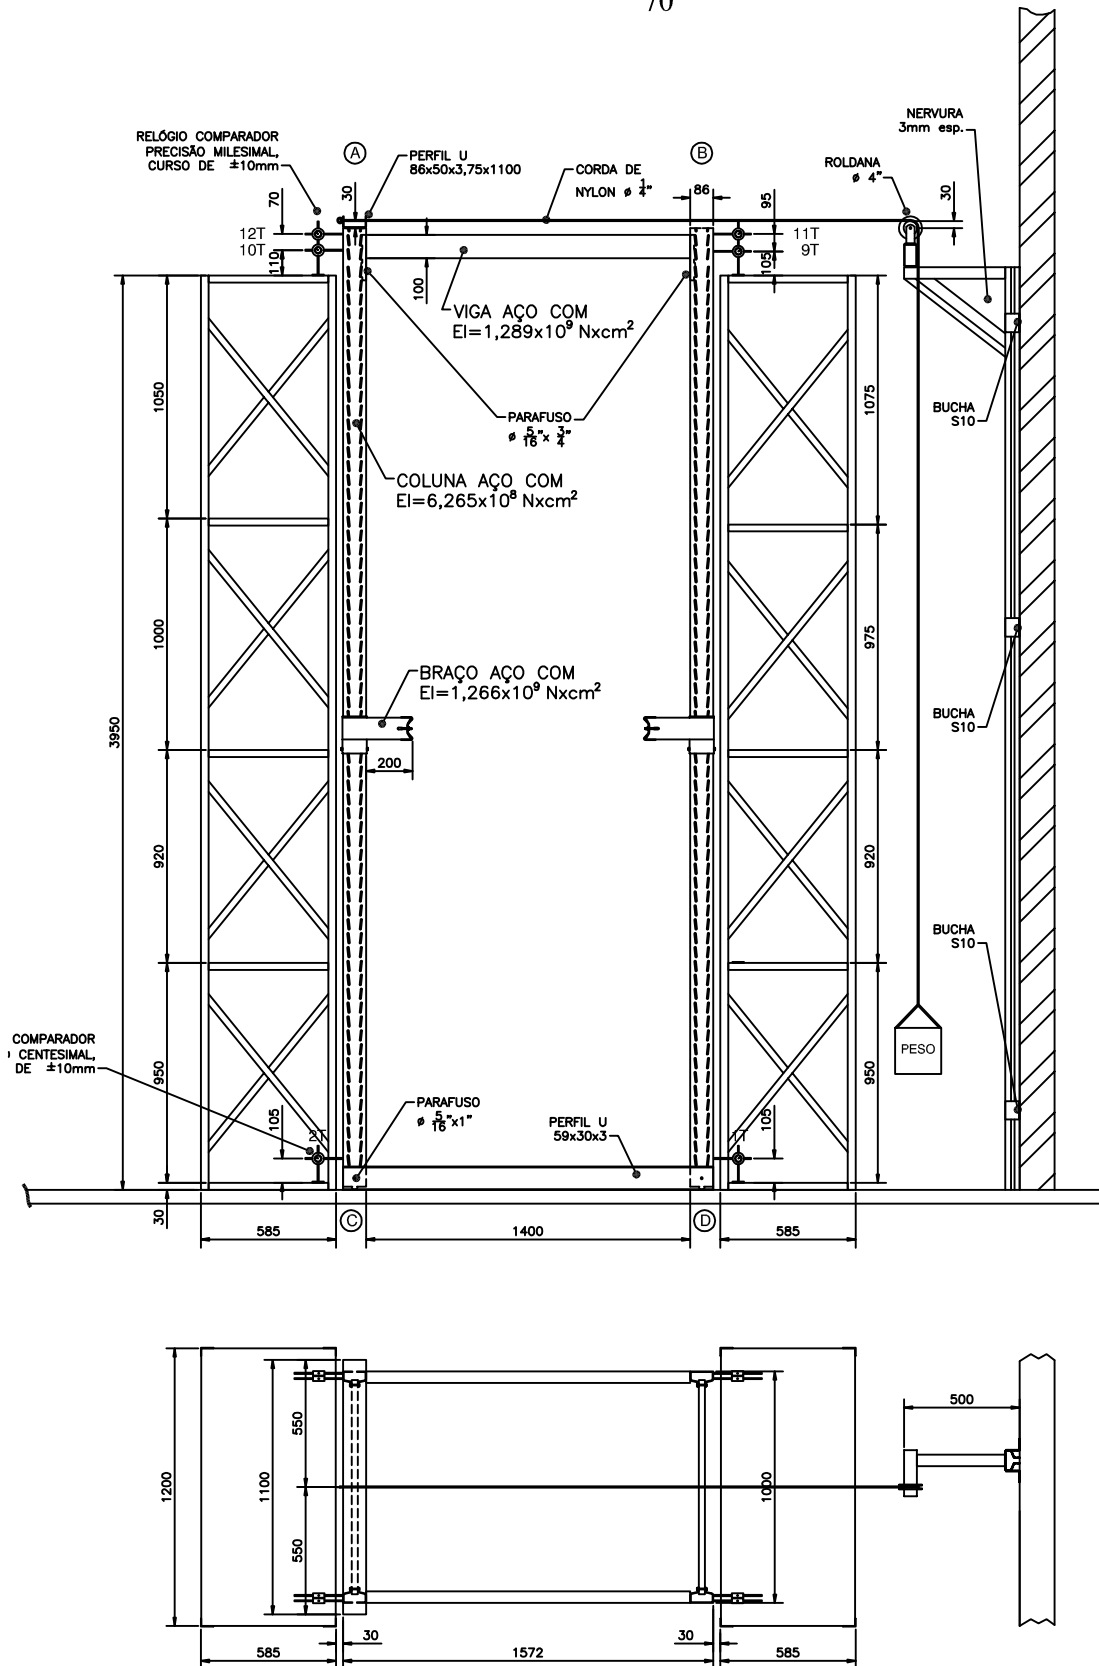 70
RELÓGIO COMPARADOR
PRECISÃO MILESIMAL,
CURSO DE ±10mm
A
PERFIL U
86x50x3,75x1100
CORDA DE
NYLON ø 1/4"
B
NERVURA
3mm esp.
ROLDANA
ø 4"
70
30
86
95
30
12T
10T
11T
9T
110
100
105
VIGA AÇO COM
EI=1,289x10⁹ Nxcm²
1050
1075
PARAFUSO
ø 5/16"x 3/4"
BUCHA
S10
COLUNA AÇO COM
EI=6,265x10⁸ Nxcm²
1000
975
BRAÇO AÇO COM
EI=1,266x10⁹ Nxcm²
3950
BUCHA
S10
200
920
920
BUCHA
S10
COMPARADOR
CENTESIMAL,
DE ±10mm
PESO
950
950
PARAFUSO
ø 5/16"x1"
PERFIL U
59x30x3
105
2T
1T
105
30
C
D
585
1400
585
500
550
1200
1100
1000
550
30
30
585
1572
585